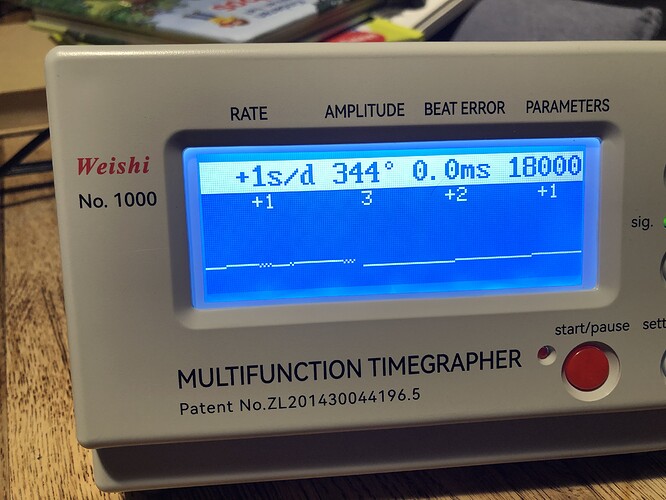 RATE AMPLITUDE BEAT ERROR PARAMETERS
Weishi
No. 1000
+1s/d 344° 0.0ms 18000
+1 3 +2 +1
sig.
start/pause
MULTIFUNCTION TIMEGRAPHER
Patent No.ZL201430044196.5